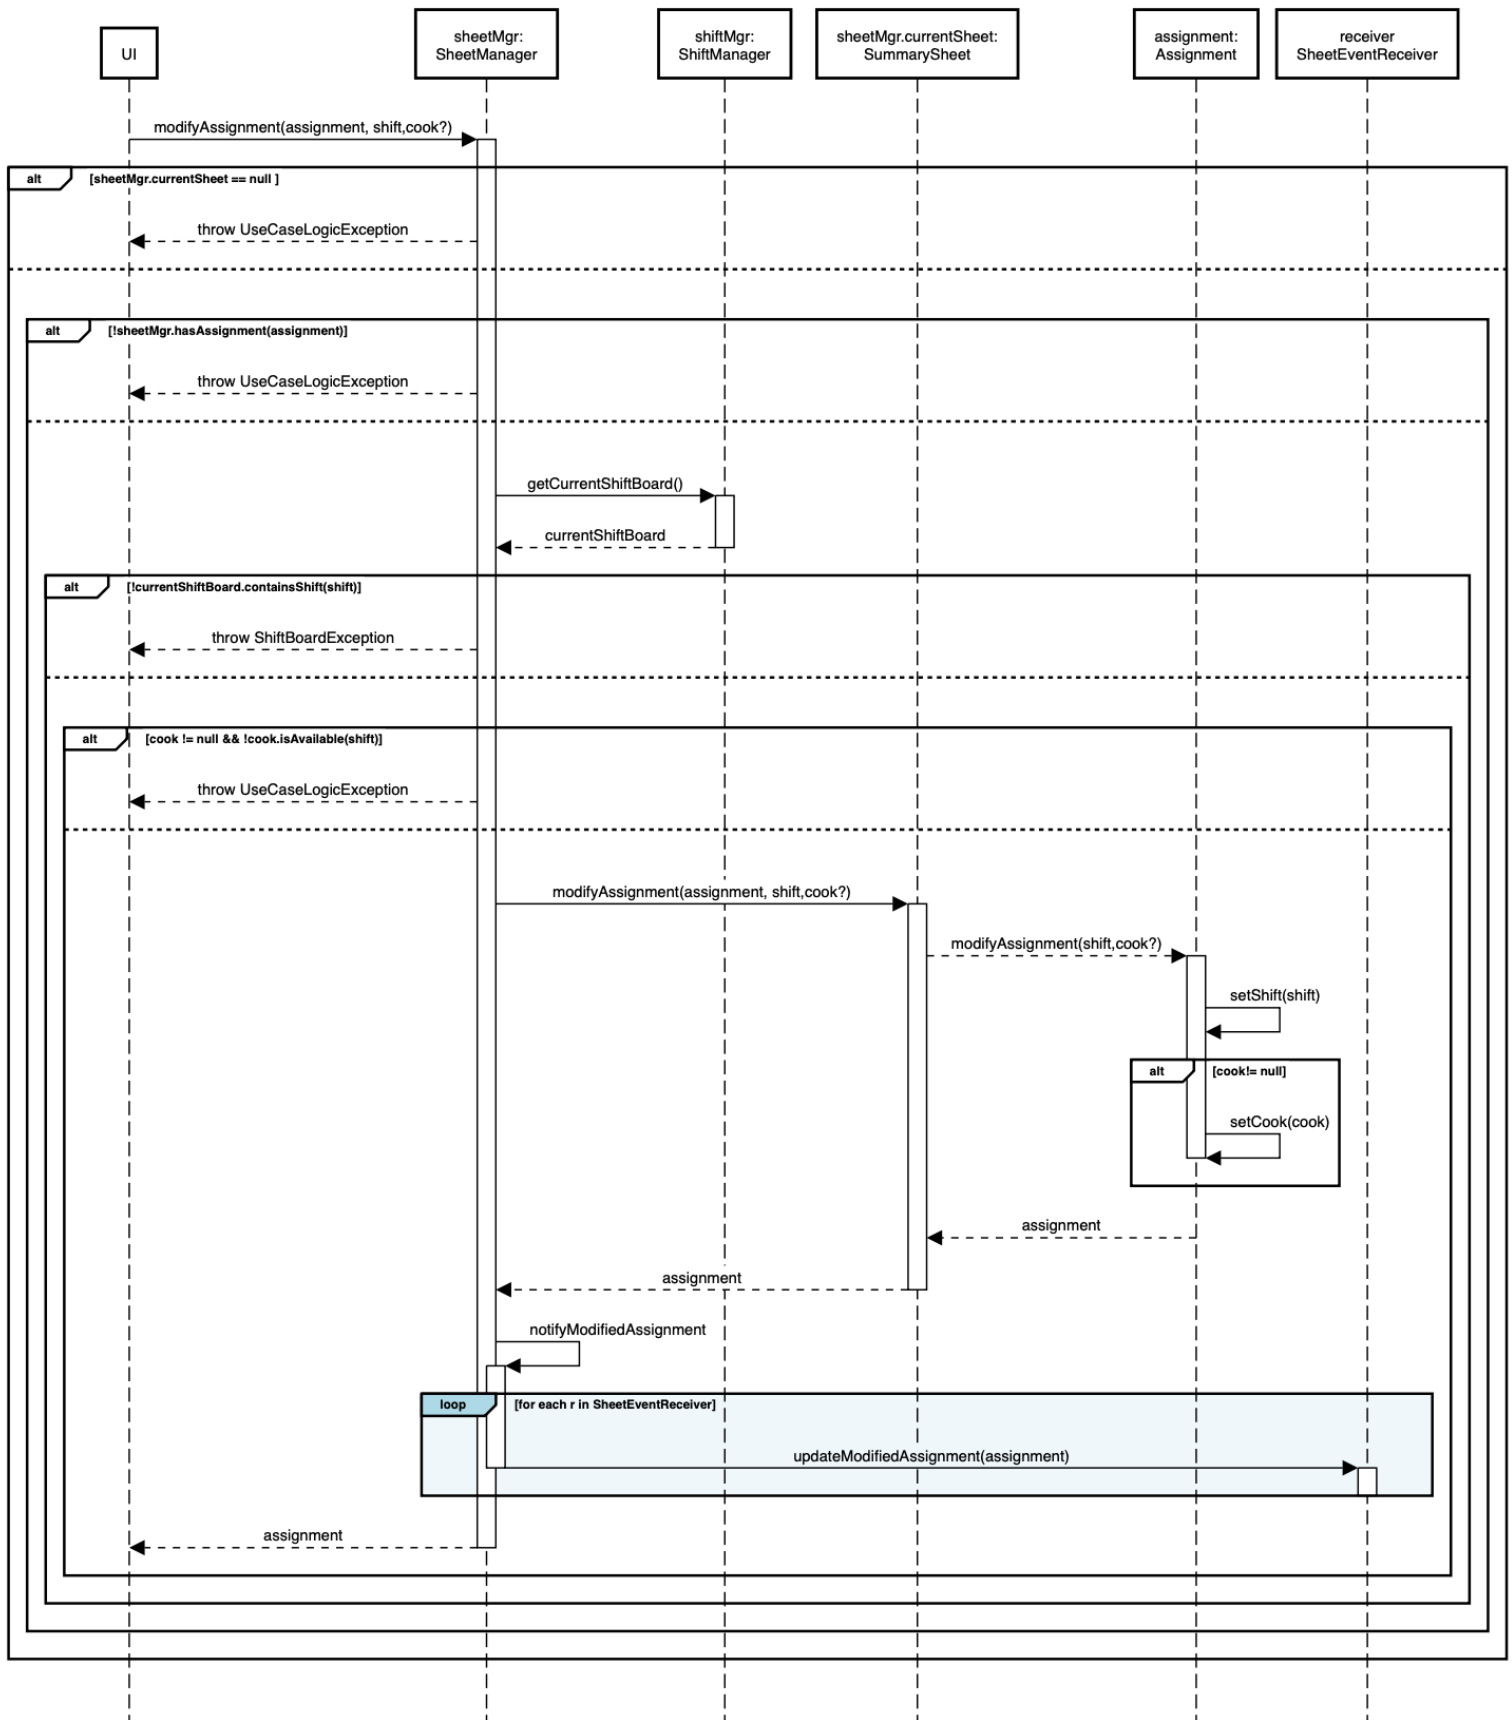 UI
sheetMgr:
SheetManager
shiftMgr:
ShiftManager
sheetMgr.currentSheet:
SummarySheet
assignment:
Assignment
receiver
SheetEventReceiver
modifyAssignment(assignment, shift,cook?)
alt
[sheetMgr.currentSheet == null ]
throw UseCaseLogicException
alt
[!sheetMgr.hasAssignment(assignment)]
throw UseCaseLogicException
getCurrentShiftBoard()
currentShiftBoard
alt
[!currentShiftBoard.containsShift(shift)]
throw ShiftBoardException
alt
[cook != null && !cook.isAvailable(shift)]
throw UseCaseLogicException
modifyAssignment(assignment, shift,cook?)
modifyAssignment(shift,cook?)
setShift(shift)
alt
[cook!= null]
setCook(cook)
assignment
assignment
notifyModifiedAssignment
loop
[for each r in SheetEventReceiver]
updateModifiedAssignment(assignment)
assignment